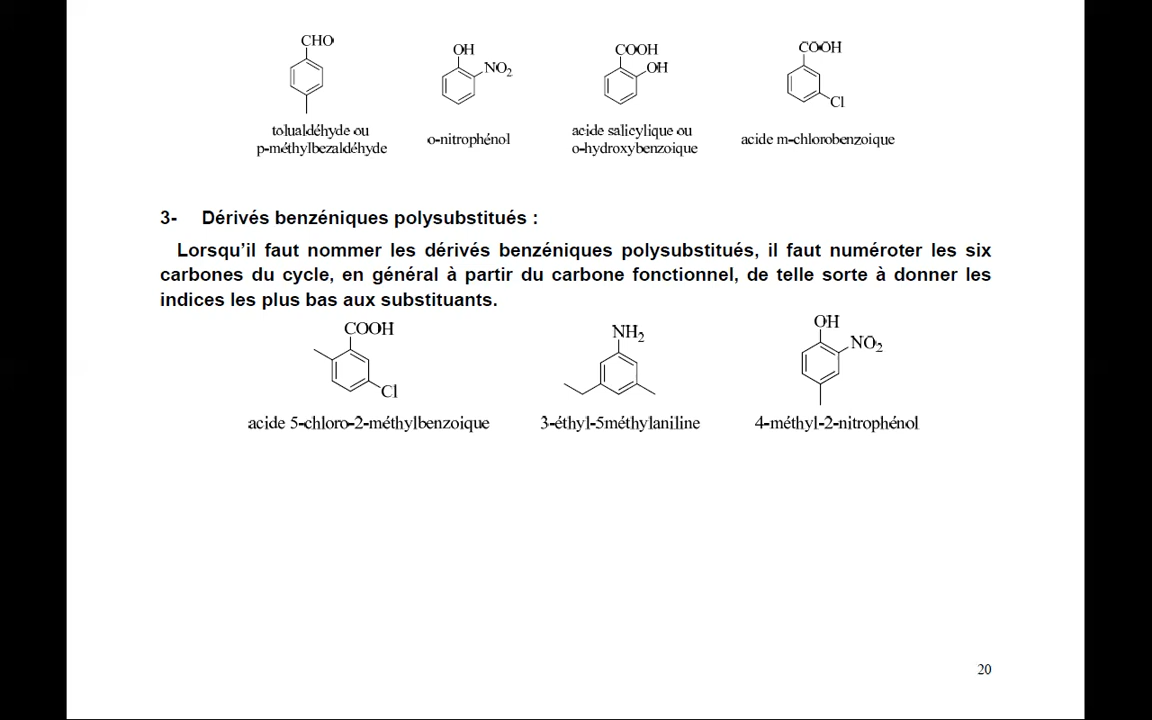 CHO
OH
NO2
COOH
OH
COOH
Cl
tolualdéhyde ou
p-méthylbezaldéhyde
o-nitrophénol
acide salicylique ou
o-hydroxybenzoique
acide m-chlorobenzoique
3- Dérivés benzéniques polysubstitués :
Lorsqu'il faut nommer les dérivés benzéniques polysubstitués, il faut numéroter les six
carbones du cycle, en général à partir du carbone fonctionnel, de telle sorte à donner les
indices les plus bas aux substituants.
COOH
Cl
NH2
OH
NO2
acide 5-chloro-2-méthylbenzoique
3-éthyl-5méthylaniline
4-méthyl-2-nitrophénol
20